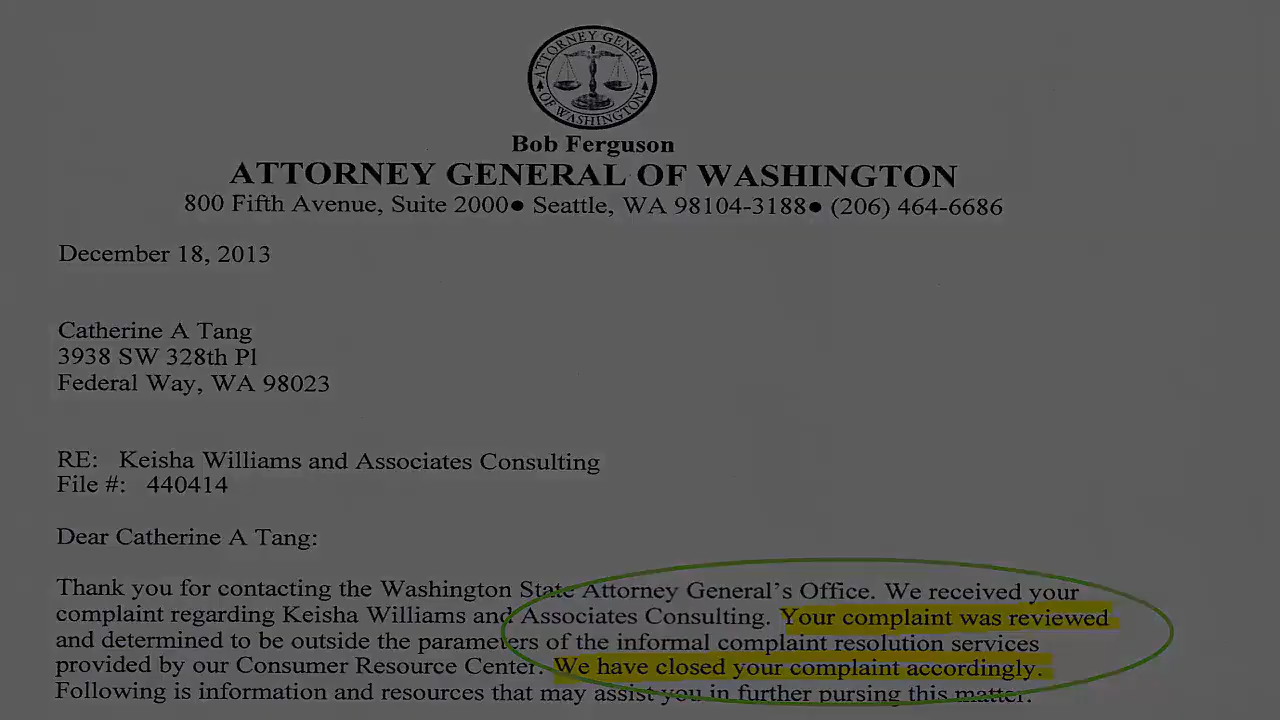 ATTORNEY GENERAL
OF WASHINGTON
Bob Ferguson
ATTORNEY GENERAL OF WASHINGTON
800 Fifth Avenue, Suite 2000● Seattle, WA 98104-3188● (206) 464-6686
December 18, 2013
Catherine A Tang
3938 SW 328th Pl
Federal Way, WA 98023
RE: Keisha Williams and Associates Consulting
File #: 440414
Dear Catherine A Tang:
Thank you for contacting the Washington State Attorney General's Office. We received your
complaint regarding Keisha Williams and Associates Consulting. Your complaint was reviewed
and determined to be outside the parameters of the informal complaint resolution services
provided by our Consumer Resource Center. We have closed your complaint accordingly.
Following is information and resources that may assist you in further pursing this matter.